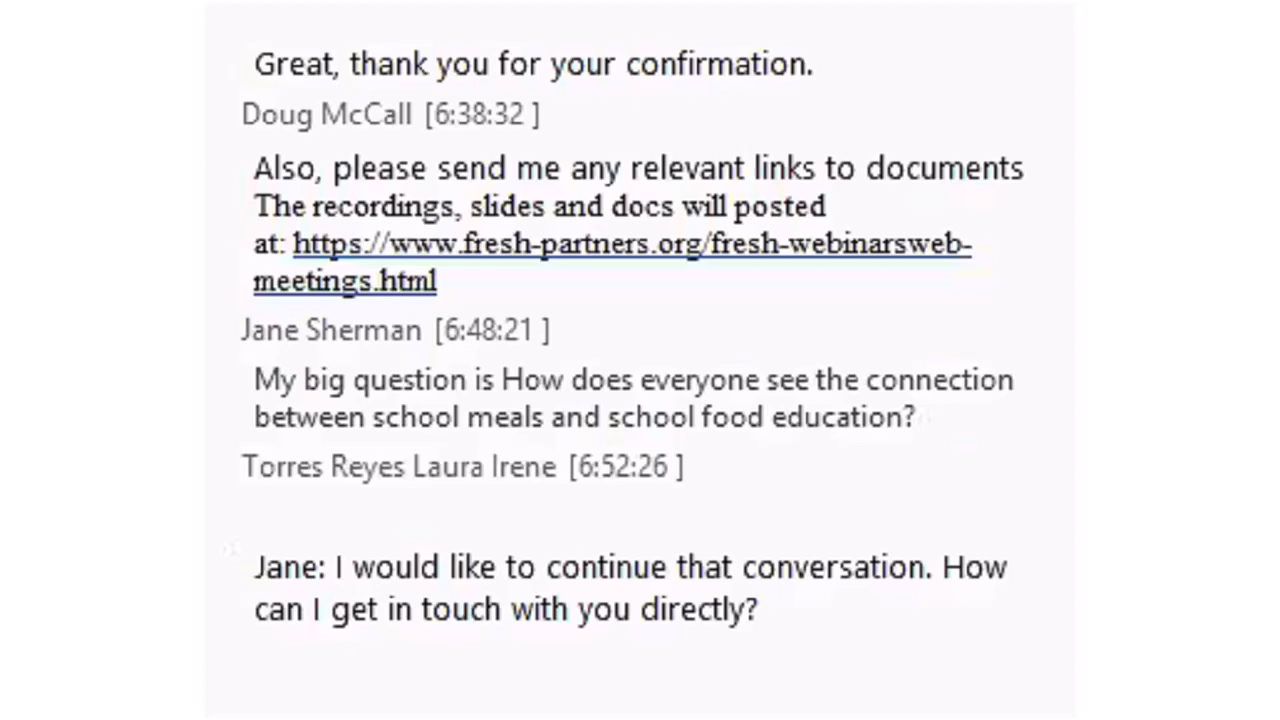 Great, thank you for your confirmation.
Doug McCall [6:38:32 ]
Also, please send me any relevant links to documents
The recordings, slides and docs will posted
at: https://www.fresh-partners.org/fresh-webinarsweb-
meetings.html
Jane Sherman [6:48:21 ]
My big question is How does everyone see the connection
between school meals and school food education?
Torres Reyes Laura Irene [6:52:26 ]
Jane: I would like to continue that conversation. How
can I get in touch with you directly?